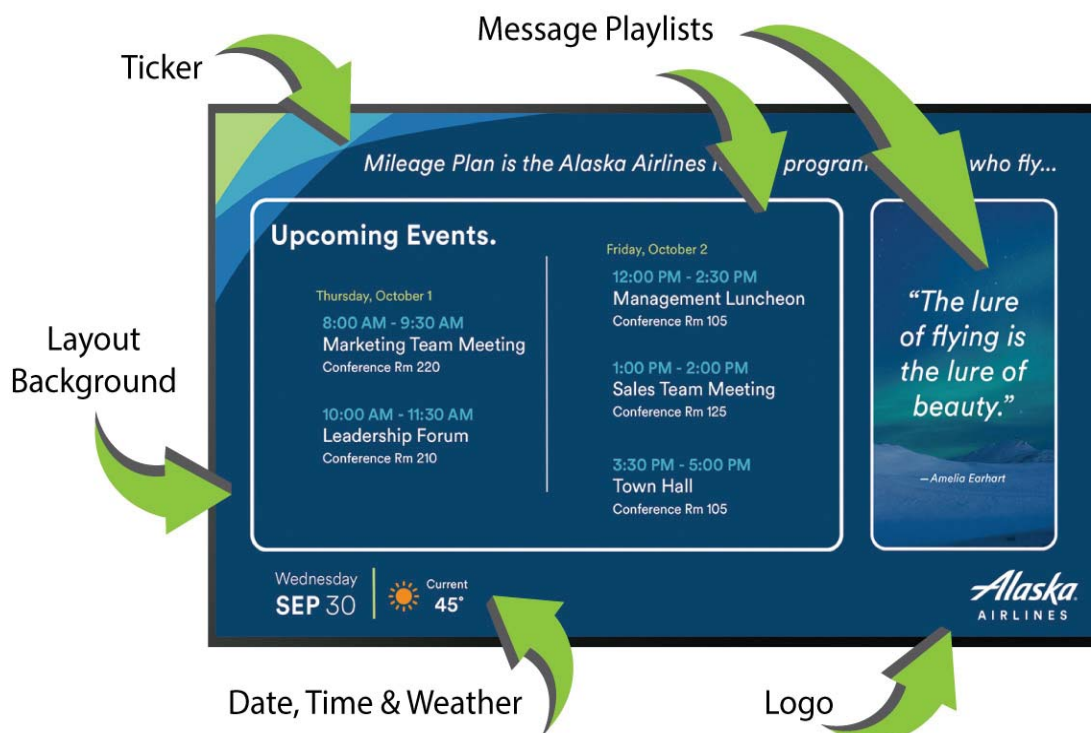 Message Playlists
Ticker
Mileage Plan is the Alaska Airlines program who fly...
Upcoming Events.
Thursday, October 1
8:00 AM - 9:30 AM
Marketing Team Meeting
Conference Rm 220
10:00 AM - 11:30 AM
Leadership Forum
Conference Rm 210
Friday, October 2
12:00 PM - 2:30 PM
Management Luncheon
Conference Rm 105
1:00 PM - 2:00 PM
Sales Team Meeting
Conference Rm 125
3:30 PM - 5:00 PM
Town Hall
Conference Rm 105
“The lure
of flying is
the lure of
beauty.”
—Amelia Earhart
Layout
Background
Wednesday
SEP 30
Current
45°
Alaska
AIRLINES
Date, Time & Weather
Logo